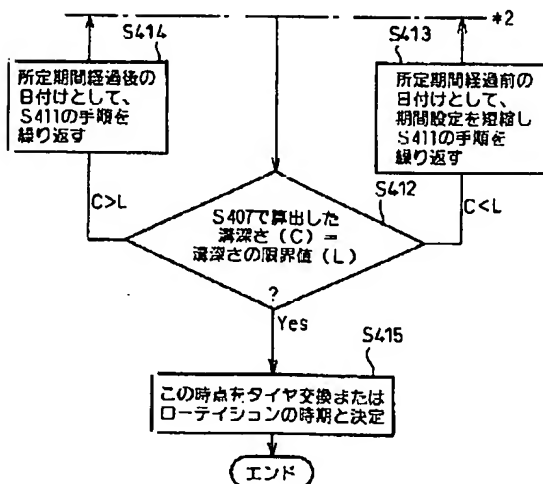 *2
S414
S413
所定期間経過後の
日付けとして、
S411の手順を
繰り返す
所定期間経過前の
日付けとして、
期間設定を短縮し
S411の手順を
繰り返す
S412
C>L
C<L
S407で算出した
溝深さ(C)=
溝深さの限界値(L)
?
Yes
S415
この時点をタイヤ交換または
ローテイションの時期と決定
エンド